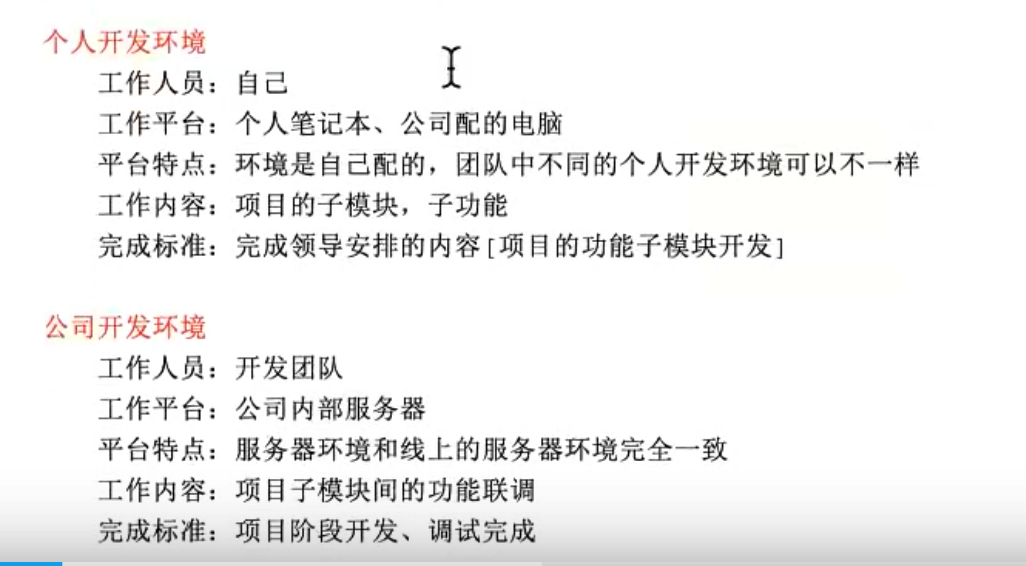 个人开发环境
工作人员：自己
工作平台：个人笔记本、公司配的电脑
平台特点：环境是自己配的，团队中不同的个人开发环境可以不一样
工作内容：项目的子模块，子功能
完成标准：完成领导安排的内容[项目的功能子模块开发]
公司开发环境
工作人员：开发团队
工作平台：公司内部服务器
平台特点：服务器环境和线上的服务器环境完全一致
工作内容：项目子模块间的功能联调
完成标准：项目阶段开发、调试完成